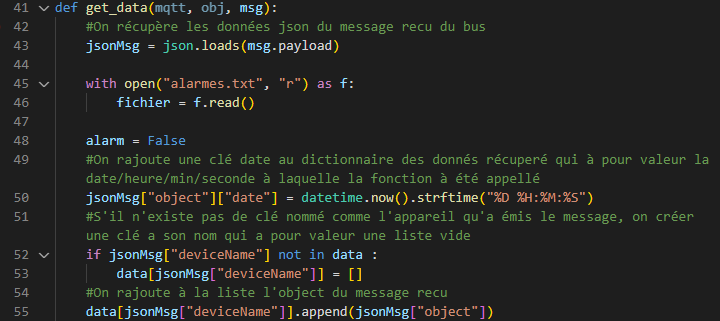 41 def get_data(mqtt, obj, msg):
42 #On récupère les données json du message recu du bus
43 jsonMsg = json.loads(msg.payload)
44
45 with open("alarmes.txt", "r") as f:
46 fichier = f.read()
47
48 alarm = False
49 #On rajoute une clé date au dictionnaire des donnés récuperé qui à pour valeur la
date/heure/min/seconde à laquelle la fonction à été appellé
50 jsonMsg["object"]["date"] = datetime.now().strftime("%D %H:%M:%S")
51 #S'il n'existe pas de clé nommé comme l'appareil qu'a émis le message, on créer
une clé a son nom qui a pour valeur une liste vide
52 if jsonMsg["deviceName"] not in data :
53 data[jsonMsg["deviceName"]] = []
54 #On rajoute à la liste l'object du message recu
55 data[jsonMsg["deviceName"]].append(jsonMsg["object"])